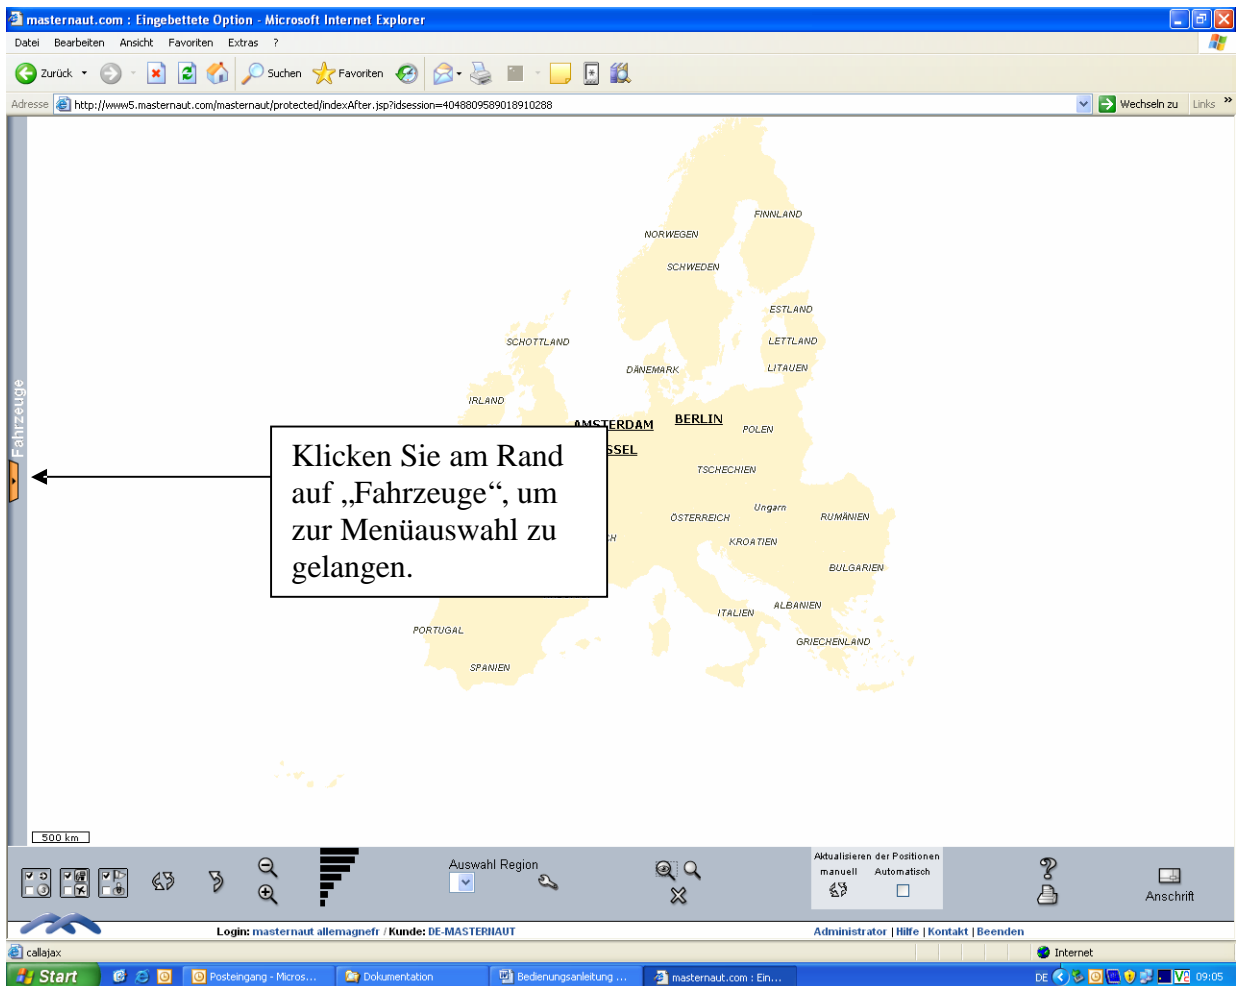 masternaut.com : Eingebettete Option - Microsoft Internet Explorer
Datei Bearbeiten Ansicht Favoriten Extras ?
Zurück Suchen Favoriten
Adresse http://www5.masternaut.com/masternaut/protected/indexAfter.jsp?idsession=4048809589018910288 Wechseln zu Links »
FINNLAND
NORWEGEN
SCHWEDEN
ESTLAND
SCHOTTLAND
LETTLAND
DÄNEMARK
LITAUEN
Fahrzeuge
IRLAND
AMSTERDAM
BERLIN
POLEN
SSEL
TSCHECHIEN
Klicken Sie am Rand
auf „Fahrzeuge“, um
zur Menüauswahl zu
gelangen.
Ungarn
ÖSTERREICH
RUMÄNIEN
CH
KROATIEN
BULGARIEN
ALBANIEN
ITALIEN
PORTUGAL
GRIECHENLAND
SPANIEN
500 km
Auswahl Region
Aktualisieren der Positionen
manuell Automatisch
Anschrift
Login: masternaut allemagnefr / Kunde: DE-MASTERNAUT
Administrator | Hilfe | Kontakt | Beenden
callajax
Internet
Start
Posteingang - Micros...
Dokumentation
Bedienungsanleitung ...
masternaut.com : Ein...
DE
09:05